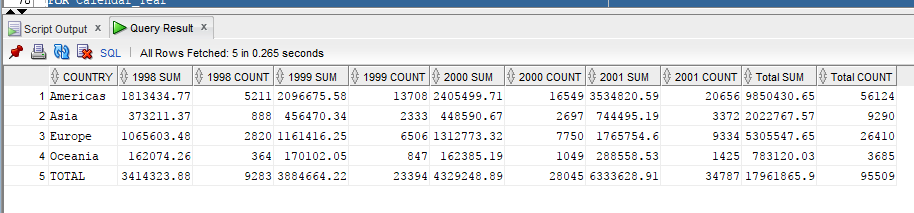 FOR Calendar_Year
Script Output x Query Result x
SQL | All Rows Fetched: 5 in 0.265 seconds
COUNTRY 1998 SUM 1998 COUNT 1999 SUM 1999 COUNT 2000 SUM 2000 COUNT 2001 SUM 2001 COUNT Total SUM Total COUNT
1 Americas 1813434.77 5211 2096675.58 13708 2405499.71 16549 3534820.59 20656 9850430.65 56124
2 Asia 373211.37 888 456470.34 2333 448590.67 2697 744495.19 3372 2022767.57 9290
3 Europe 1065603.48 2820 1161416.25 6506 1312773.32 7750 1765754.6 9334 5305547.65 26410
4 Oceania 162074.26 364 170102.05 847 162385.19 1049 288558.53 1425 783120.03 3685
5 TOTAL 3414323.88 9283 3884664.22 23394 4329248.89 28045 6333628.91 34787 17961865.9 95509